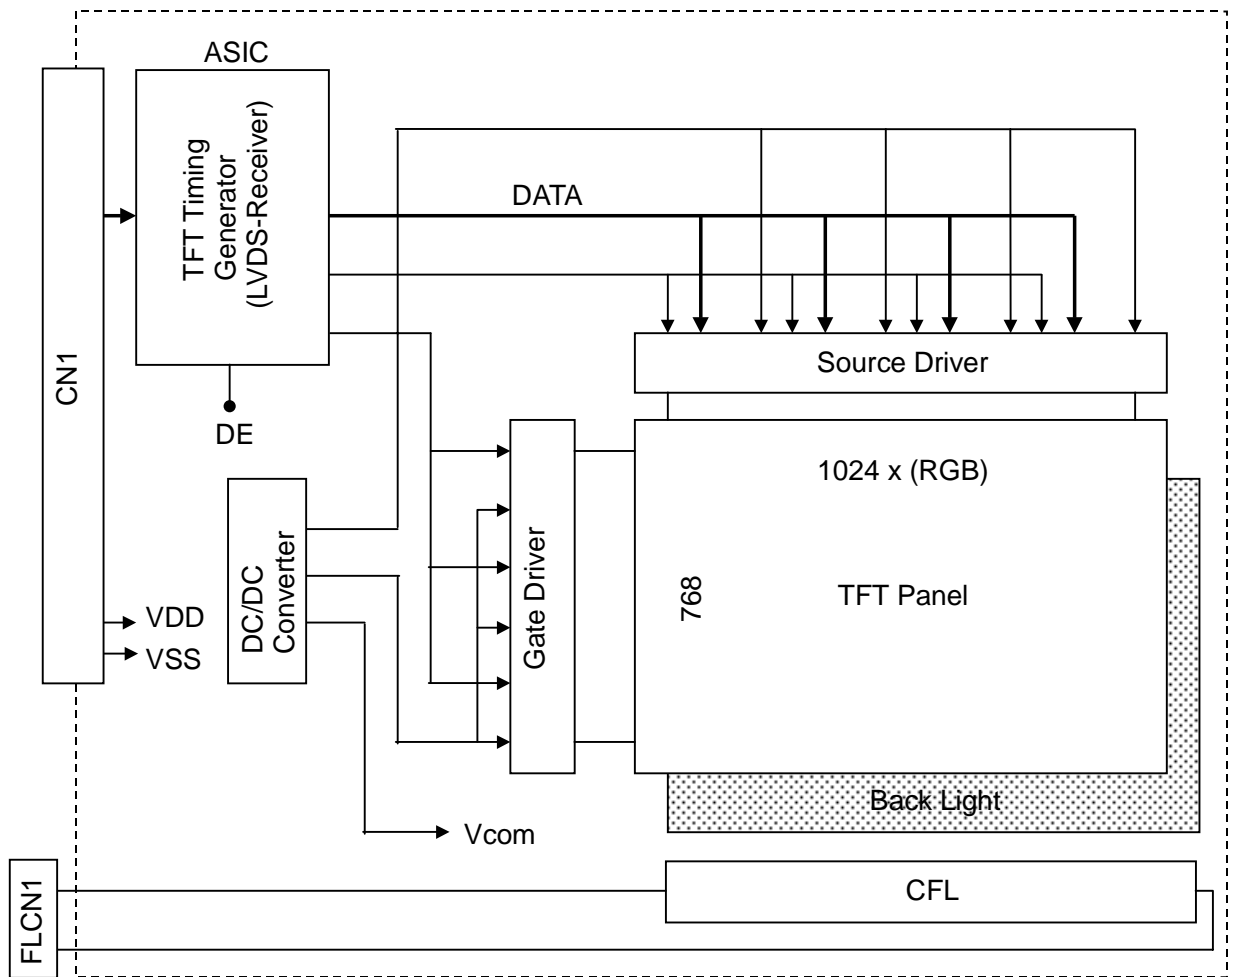 ASIC
TFT Timing
Generator
(LVDS-Receiver)
DATA
CN1
Source Driver
DE
1024 x (RGB)
DC/DC
Converter
Gate Driver
768
TFT Panel
VDD
VSS
Back Light
Vcom
CFL
FLCN1